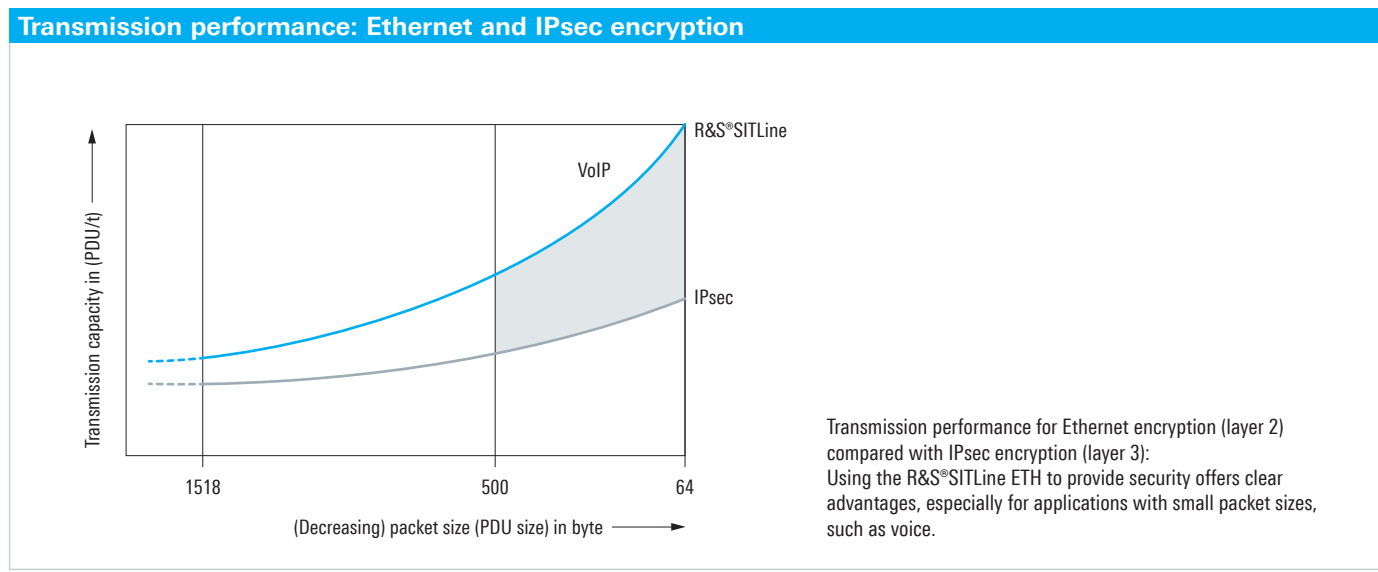 Transmission performance: Ethernet and IPsec encryption
Transmission capacity in (PDU/t)
R&S®SITLine
VoIP
IPsec
1518
500
64
(Decreasing) packet size (PDU size) in byte
Transmission performance for Ethernet encryption (layer 2)
compared with IPsec encryption (layer 3):
Using the R&S®SITLine ETH to provide security offers clear
advantages, especially for applications with small packet sizes,
such as voice.